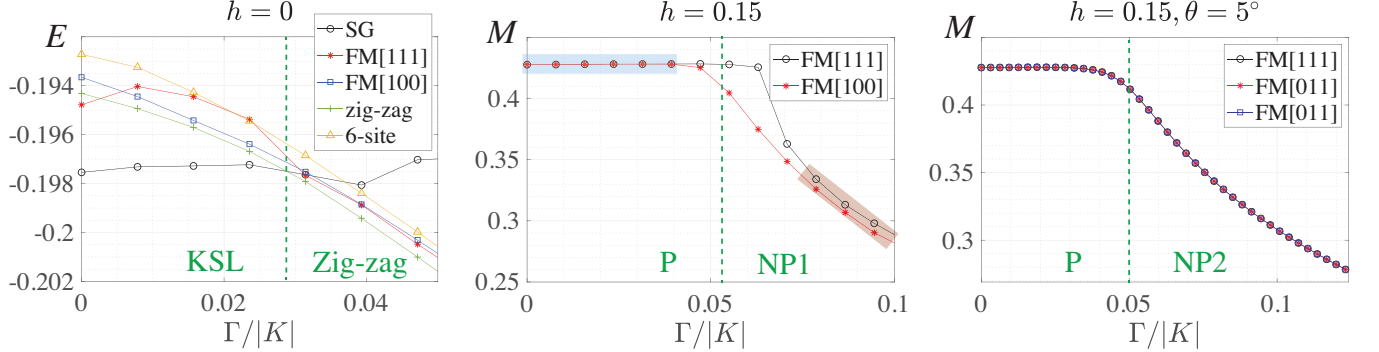 h = 0
E
SG
FM[111]
FM[100]
zig-zag
6-site
-0.194
-0.196
-0.198
-0.2
-0.202
KSL
Zig-zag
0
0.02
0.04
Γ/|K|
h = 0.15
M
FM[111]
FM[100]
0.4
0.35
0.3
0.25
P
NP1
0
0.05
0.1
Γ/|K|
h = 0.15, θ = 5°
M
FM[111]
FM[011]
FM[011]
0.4
0.35
0.3
P
NP2
0
0.05
0.1
Γ/|K|